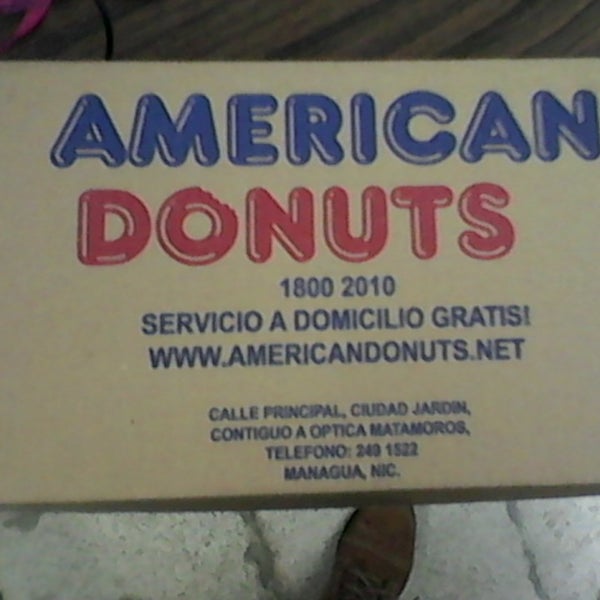 AMERICAN
DONUTS
1800 2010
SERVICIO A DOMICILIO GRATIS!
WWW.AMERICANDONUTS.NET
CALLE PRINCIPAL, CIUDAD JARDIN,
CONTIGUO A OPTICA MATAMOROS,
TELEFONO: 249 1522
MANAGUA, NIC.